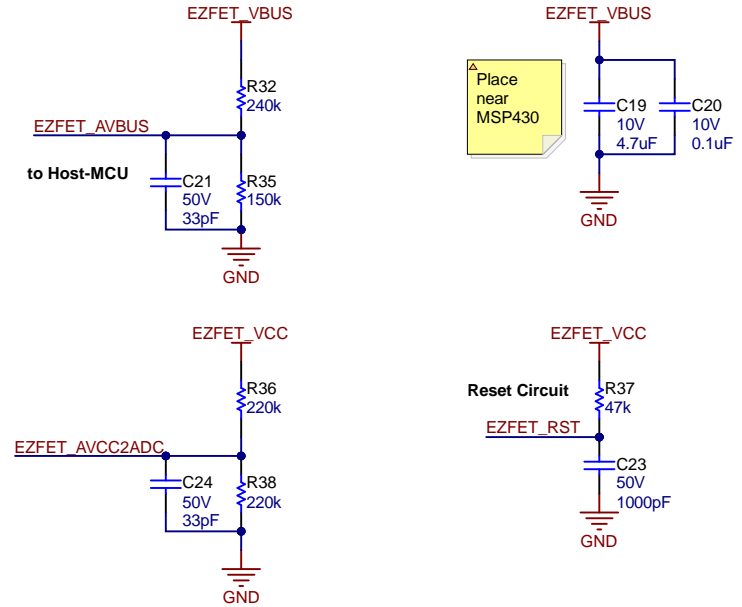 EZFET_VBUS
R32
240k
EZFET_AVBUS
to Host-MCU
C21
50V
33pF
R35
150k
GND
EZFET_VBUS
Place
near
MSP430
C19
10V
4.7uF
C20
10V
0.1uF
GND
EZFET_VCC
R36
220k
EZFET_AVCC2ADC
C24
50V
33pF
R38
220k
GND
EZFET_VCC
Reset Circuit
R37
47k
EZFET_RST
C23
50V
1000pF
GND